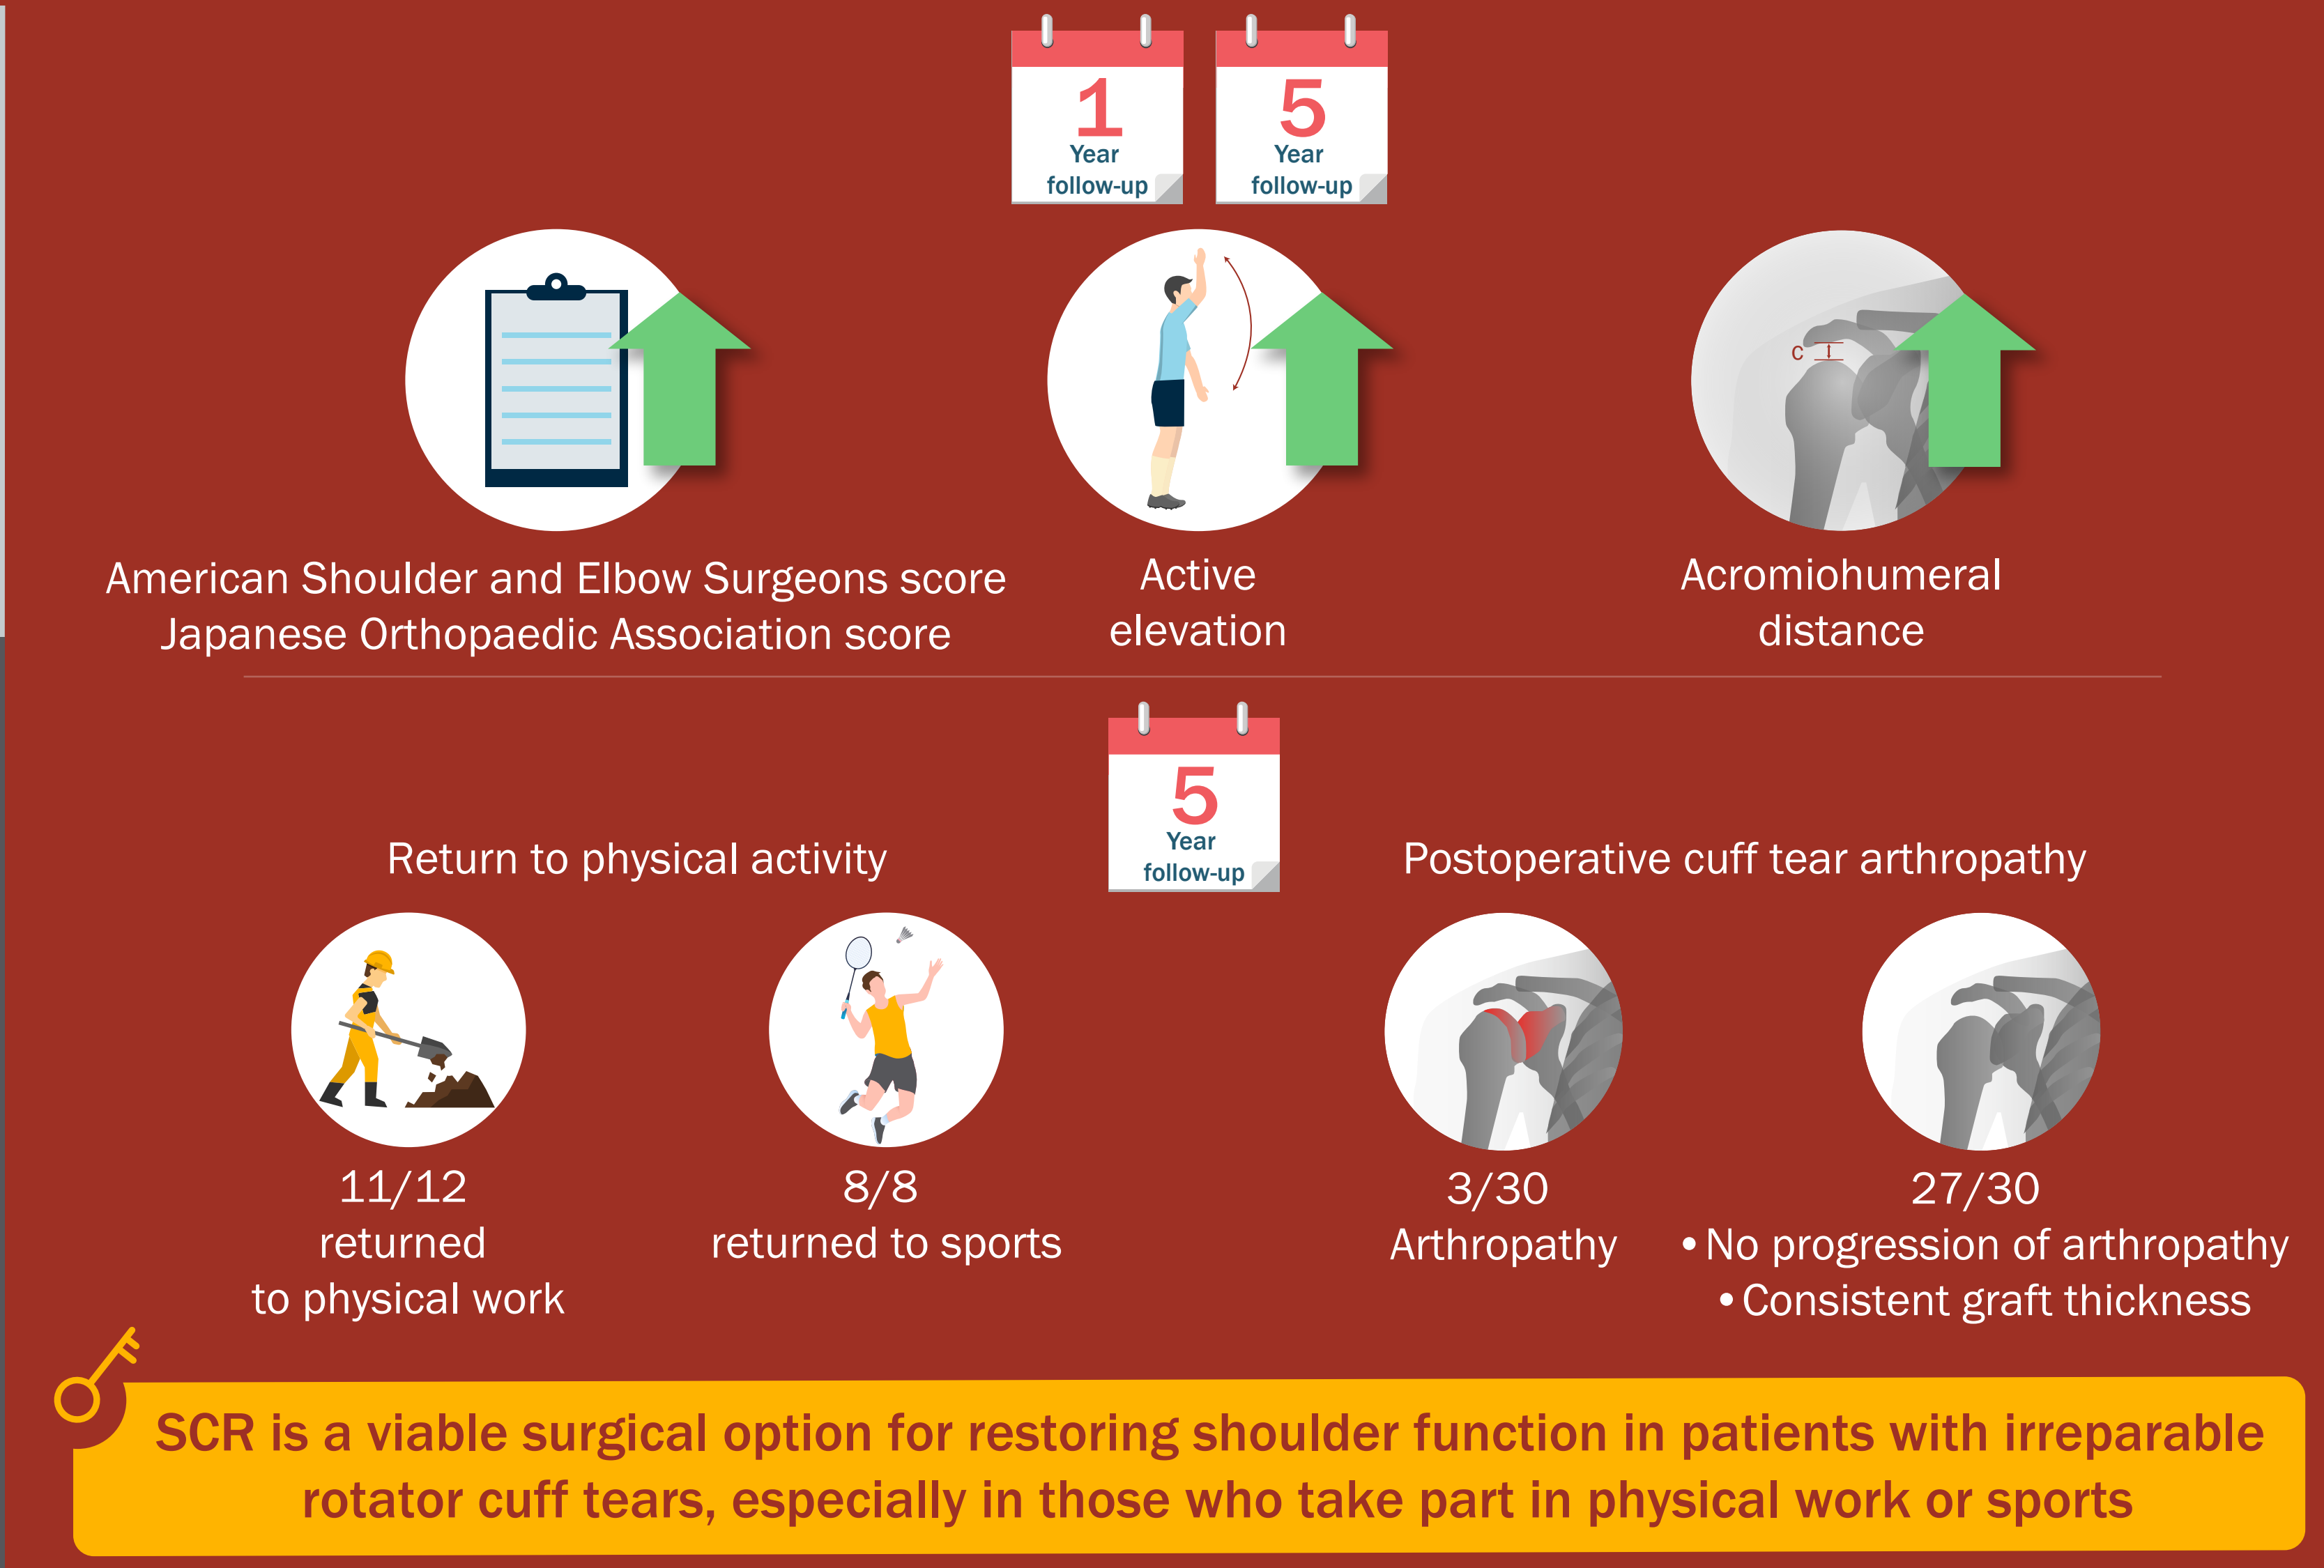 1
Year
follow-up
5
Year
follow-up
C
American Shoulder and Elbow Surgeons score
Japanese Orthopaedic Association score
Active
elevation
Acromiohumeral
distance
5
Year
follow-up
Return to physical activity
Postoperative cuff tear arthropathy
11/12
returned
to physical work
8/8
returned to sports
3/30
Arthropathy
27/30
• No progression of arthropathy
• Consistent graft thickness
SCR is a viable surgical option for restoring shoulder function in patients with irreparable
rotator cuff tears, especially in those who take part in physical work or sports